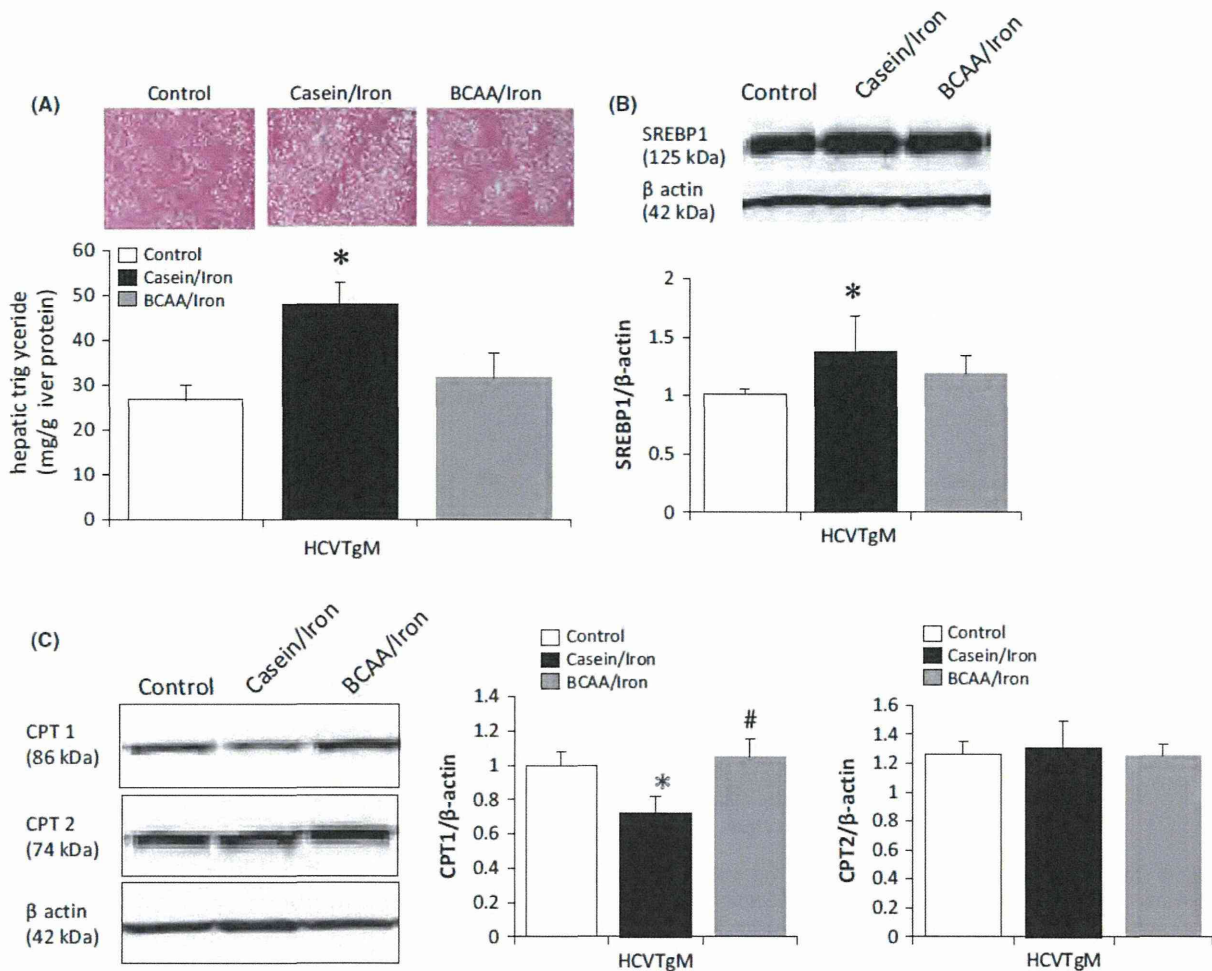 (A)
Control
Casein/Iron
BCAA/Iron
60
50
40
30
20
10
0
hepatic trig yceride
(mg/g iver protein)
Control
Casein/Iron
BCAA/Iron
*
HCVTgM
(B)
Control
Casein/Iron
BCAA/Iron
SREBP1
(125 kDa)
β actin
(42 kDa)
2
1.5
1
0.5
0
SREBP1/β-actin
*
HCVTgM
(C)
Control
Casein/Iron
BCAA/Iron
CPT 1
(86 kDa)
CPT 2
(74 kDa)
β actin
(42 kDa)
Control
Casein/Iron
BCAA/Iron
1.4
1.2
1
0.8
0.6
0.4
0.2
0
CPT1/β-actin
*
#
HCVTgM
Control
Casein/Iron
BCAA/Iron
1.6
1.4
1.2
1
0.8
0.6
0.4
0.2
0
CPT2/β-actin
HCVTgM